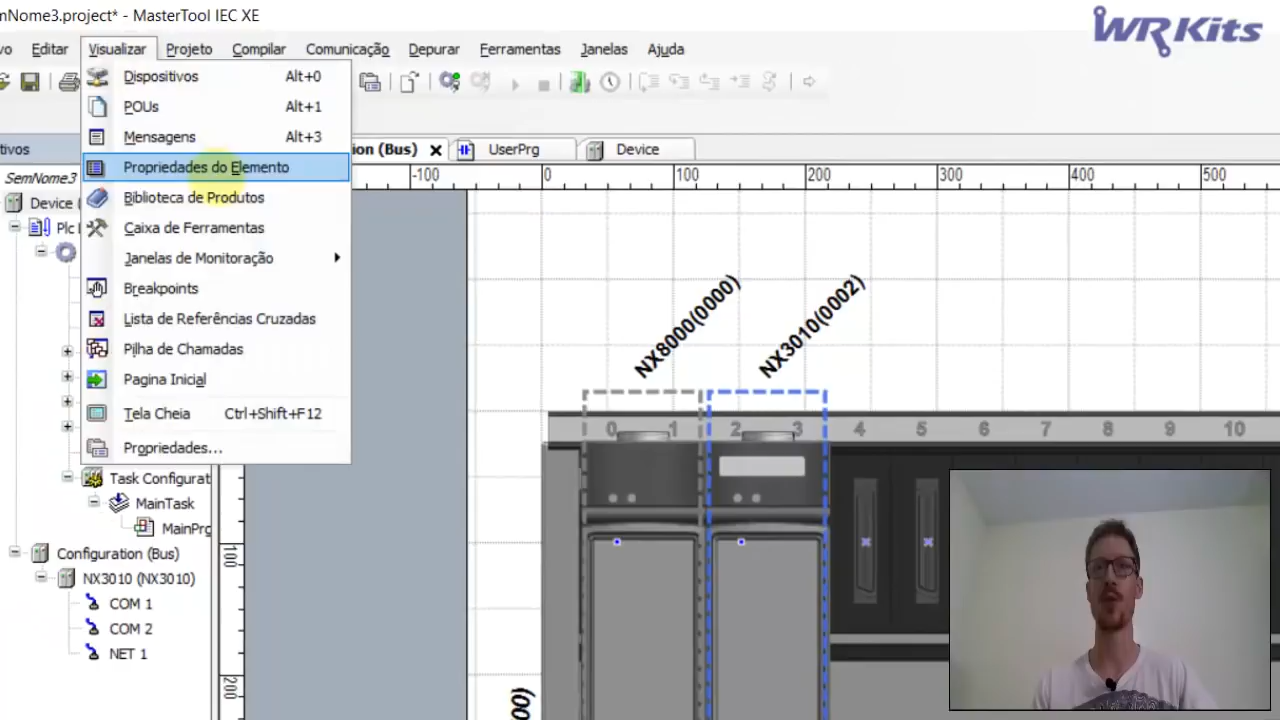 mNome3.project* - MasterTool IEC XE
WRKits
vo Editar Visualizar Projeto Compilar Comunicação Depurar Ferramentas Janelas Ajuda
Dispositivos Alt+0
POUs Alt+1
Mensagens Alt+3
Propriedades do Elemento
Biblioteca de Produtos
Caixa de Ferramentas
Janelas de Monitoração
Breakpoints
Lista de Referências Cruzadas
Pilha de Chamadas
Pagina Inicial
Tela Cheia Ctrl+Shift+F12
Propriedades...
tivos
ion (Bus) UserPrg Device
-100 0 100 200 300 400 500
SemNome3
Device (
Plc
Task Configurat
MainTask
MainPrg
Configuration (Bus)
NX3010 (NX3010)
COM 1
COM 2
NET 1
NX8000(0000)
NX3010(0002)
0 1 2 3 4 5 6 7 8 9 10
100
200
00)